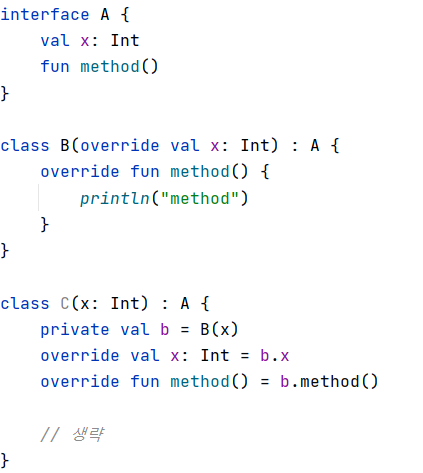 interface A {
    val x: Int
    fun method()
}

class B(override val x: Int) : A {
    override fun method() {
        println("method")
    }
}

class C(x: Int) : A {
    private val b = B(x)
    override val x: Int = b.x
    override fun method() = b.method()

    // 생략
}